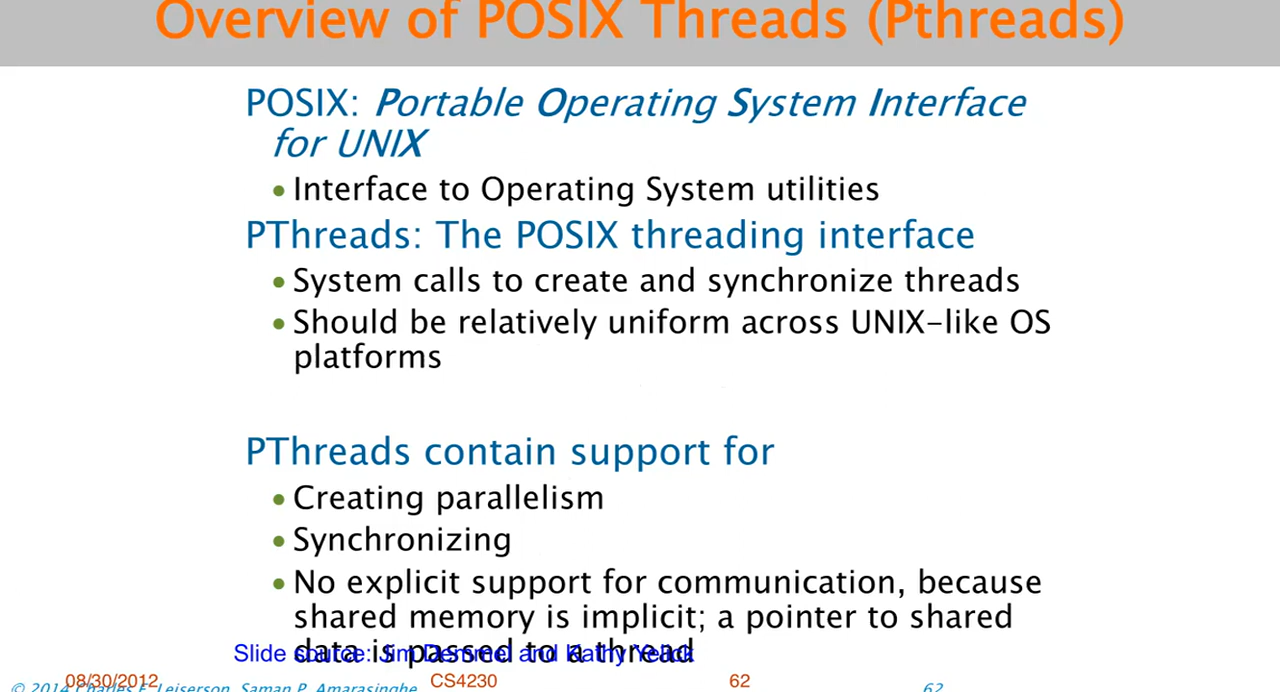 Overview of POSIX Threads (Pthreads)
POSIX: Portable Operating System Interface
for UNIX
• Interface to Operating System utilities
PThreads: The POSIX threading interface
• System calls to create and synchronize threads
• Should be relatively uniform across UNIX-like OS
platforms
PThreads contain support for
• Creating parallelism
• Synchronizing
• No explicit support for communication, because
shared memory is implicit; a pointer to shared
data is passed to a thread
Slide source: Jim Demmel and Kathy Yelick
08/30/2012 CS4230 62
© 2014 Charles E. Leiserson, Saman P. Amarasinghe 62